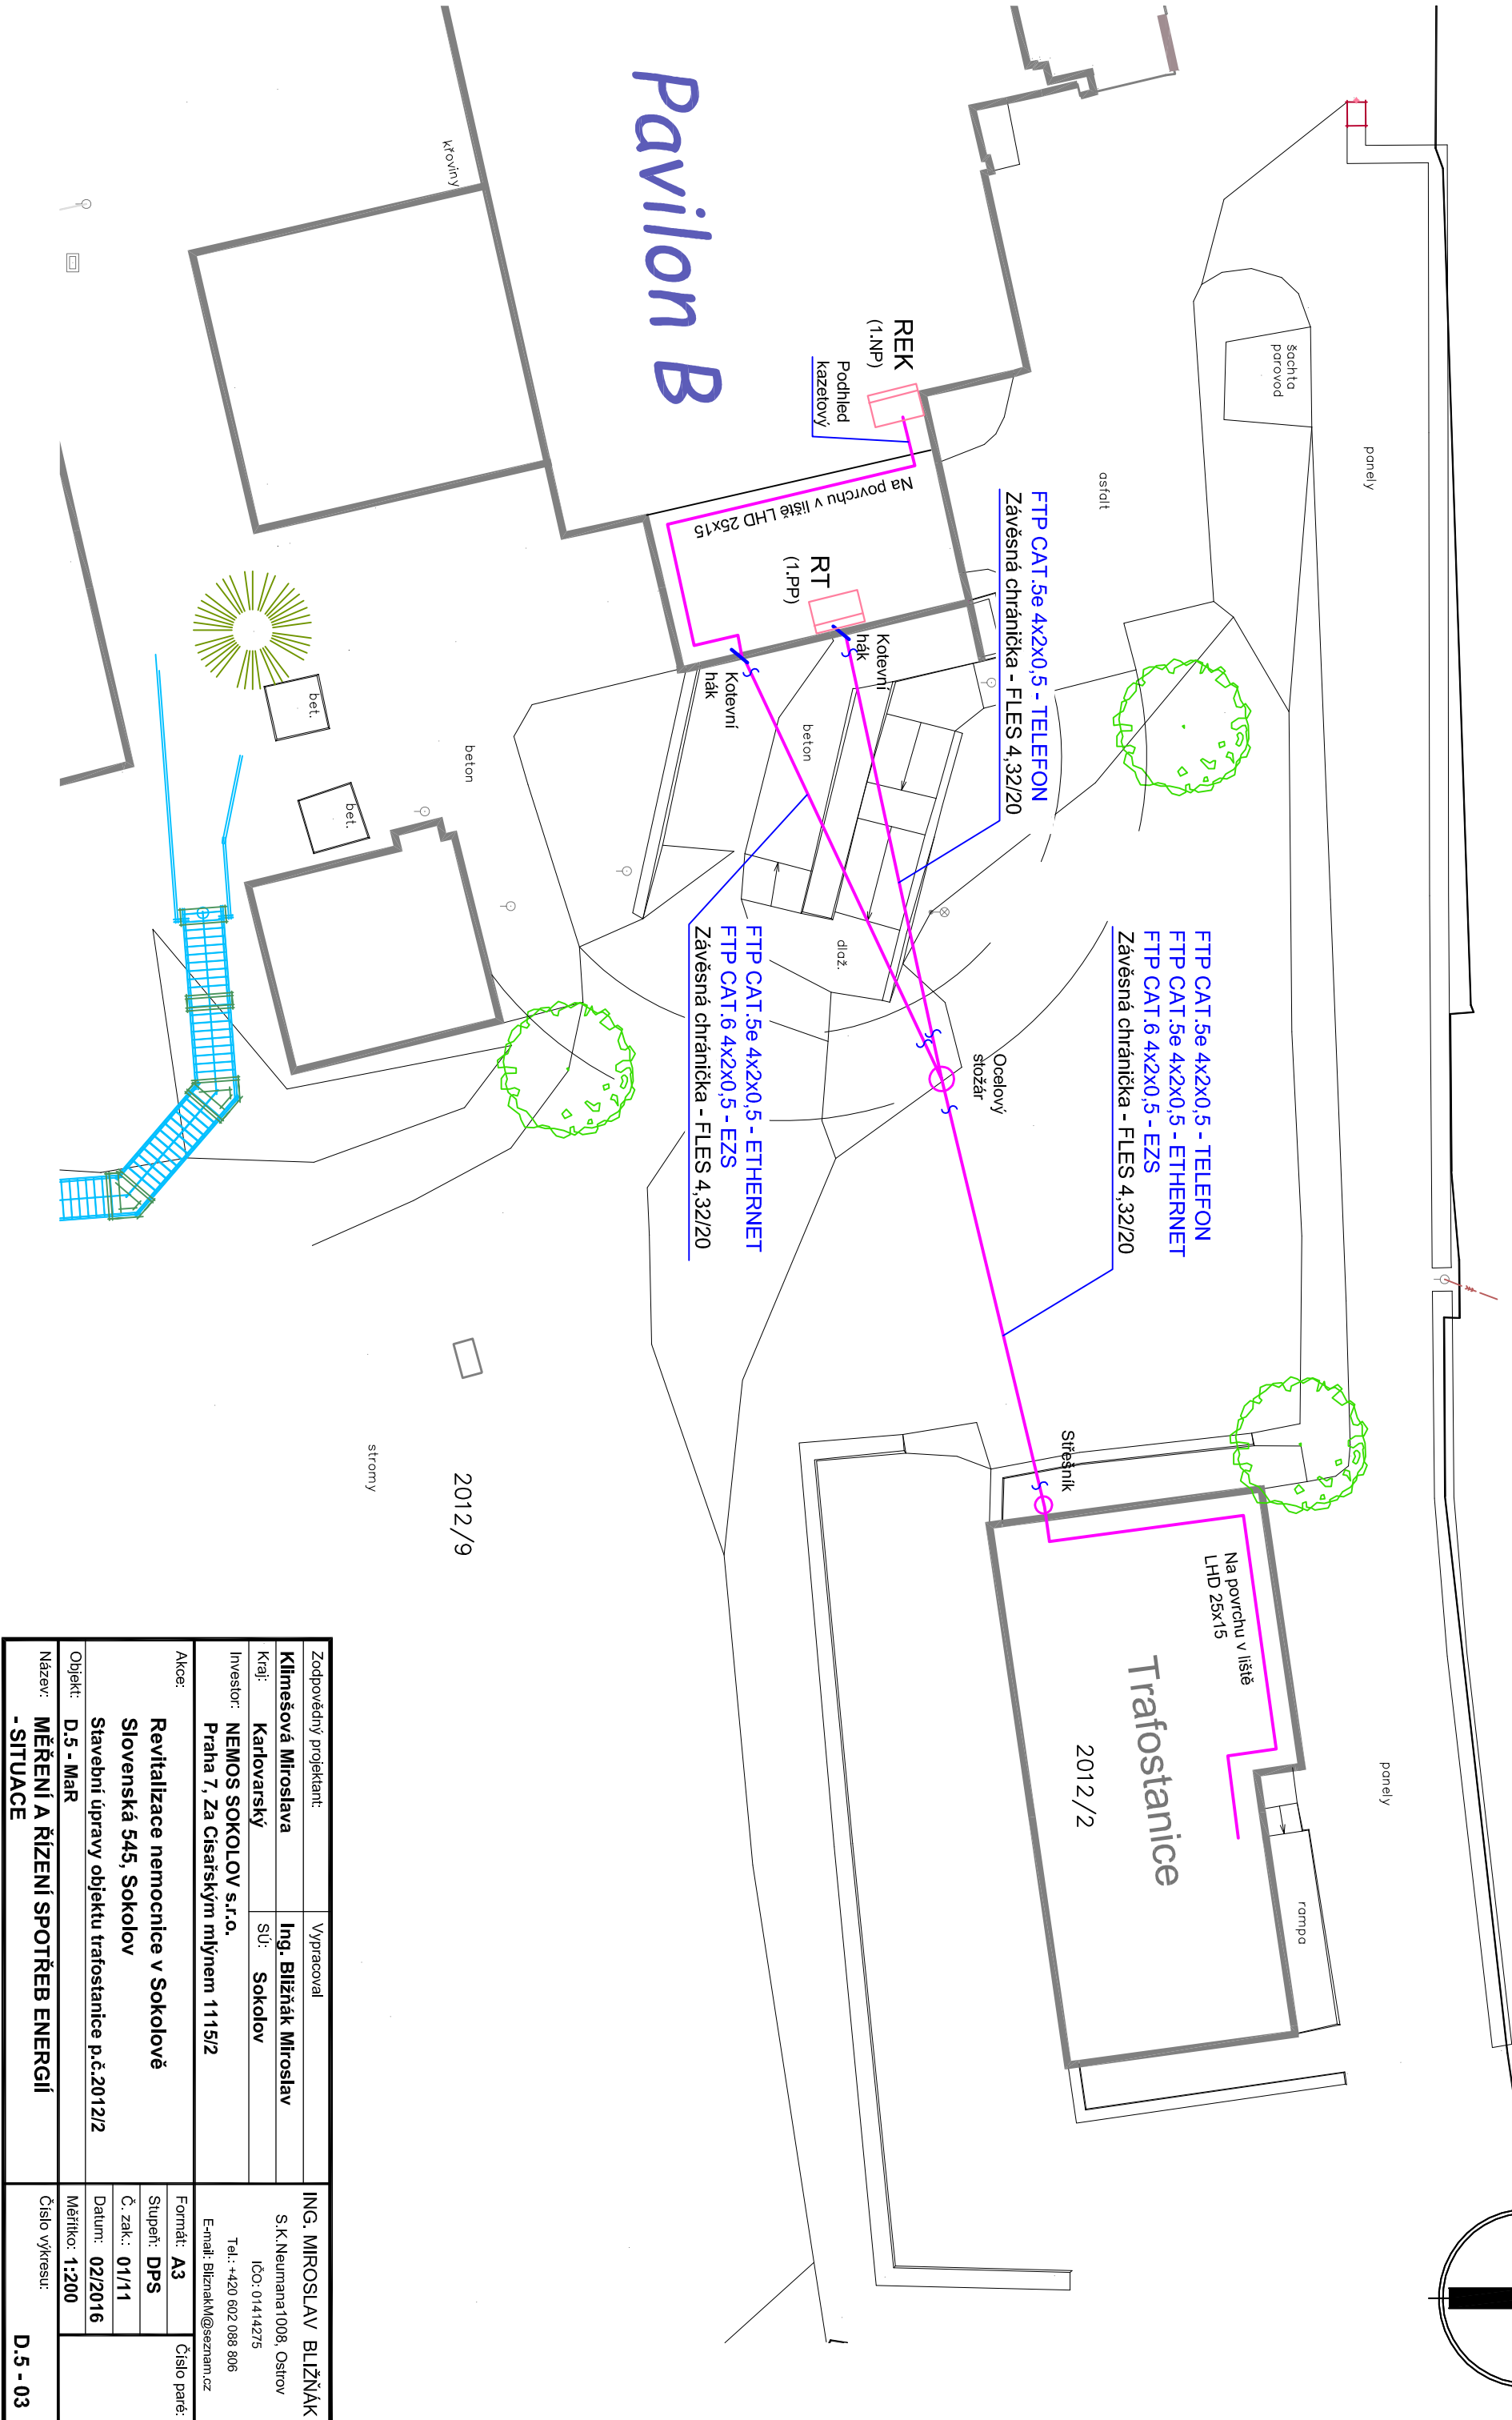 Pavilon B
křoviny
REK
(1.NP)
Podhled
kazetový
Na povrchu v liště LHD 25x15
RT
(1.PP)
Kotevní
hák
Kotevní
hák
šachta
parovod
panely
asfalt
FTP CAT.5e 4x2x0,5 - TELEFON
Závěsná chránička - FLES 4,32/20
beton
beton
bet.
bet.
dlaž.
FTP CAT.5e 4x2x0,5 - TELEFON
FTP CAT.5e 4x2x0,5 - ETHERNET
FTP CAT.6 4x2x0,5 - EZS
Závěsná chránička - FLES 4,32/20
FTP CAT.5e 4x2x0,5 - ETHERNET
FTP CAT.6 4x2x0,5 - EZS
Závěsná chránička - FLES 4,32/20
Ocelový
stožár
Střešník
Na povrchu v liště
LHD 25x15
Trafostanice
2012/2
panely
rampa
stromy
2012/9
Zodpovědný projektant:
Vypracoval
ING. MIROSLAV BLIŽŇÁK
Klimešová Miroslava
Ing. Bližňák Miroslav
S.K.Neumana1008, Ostrov
Kraj: Karlovarský
SÚ: Sokolov
IČO: 01414275
Investor: NEMOS SOKOLOV s.r.o.
Praha 7, Za Císařským mlýnem 1115/2
Tel.: +420 602 088 806
E-mail: BliznakM@seznam.cz
Akce:
Revitalizace nemocnice v Sokolově
Slovenská 545, Sokolov
Stavební úpravy objektu trafostanice p.č.2012/2
Formát: A3
Číslo paré:
Stupeň: DPS
Č. zak.: 01/11
Datum: 02/2016
Objekt: D.5 - MaR
Měřítko: 1:200
Název: MĚŘENÍ A ŘÍZENÍ SPOTŘEB ENERGIÍ
- SITUACE
Číslo výkresu:
D.5 - 03